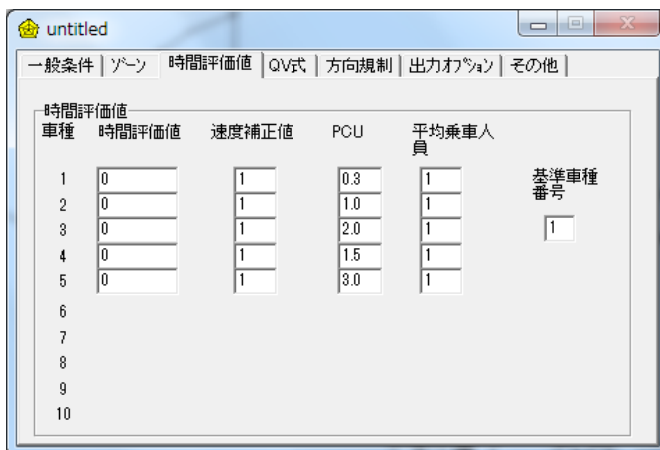 untitled
一般条件 ゾーン 時間評価値 QV式 方向規制 出力オプション その他
時間評価値
車種 時間評価値 速度補正値 PCU 平均乗車人
員
1 0 1 0.3 1 基準車種
番号
2 0 1 1.0 1
3 0 1 2.0 1 1
4 0 1 1.5 1
5 0 1 3.0 1
6
7
8
9
10